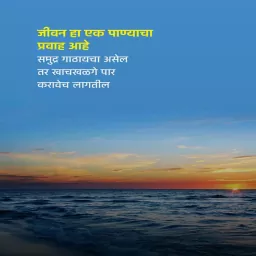 जीवन हा एक पाण्याचा
प्रवाह आहे
समुद्र गाठायचा असेल
तर खाचखळगे पार
करावेच लागतील